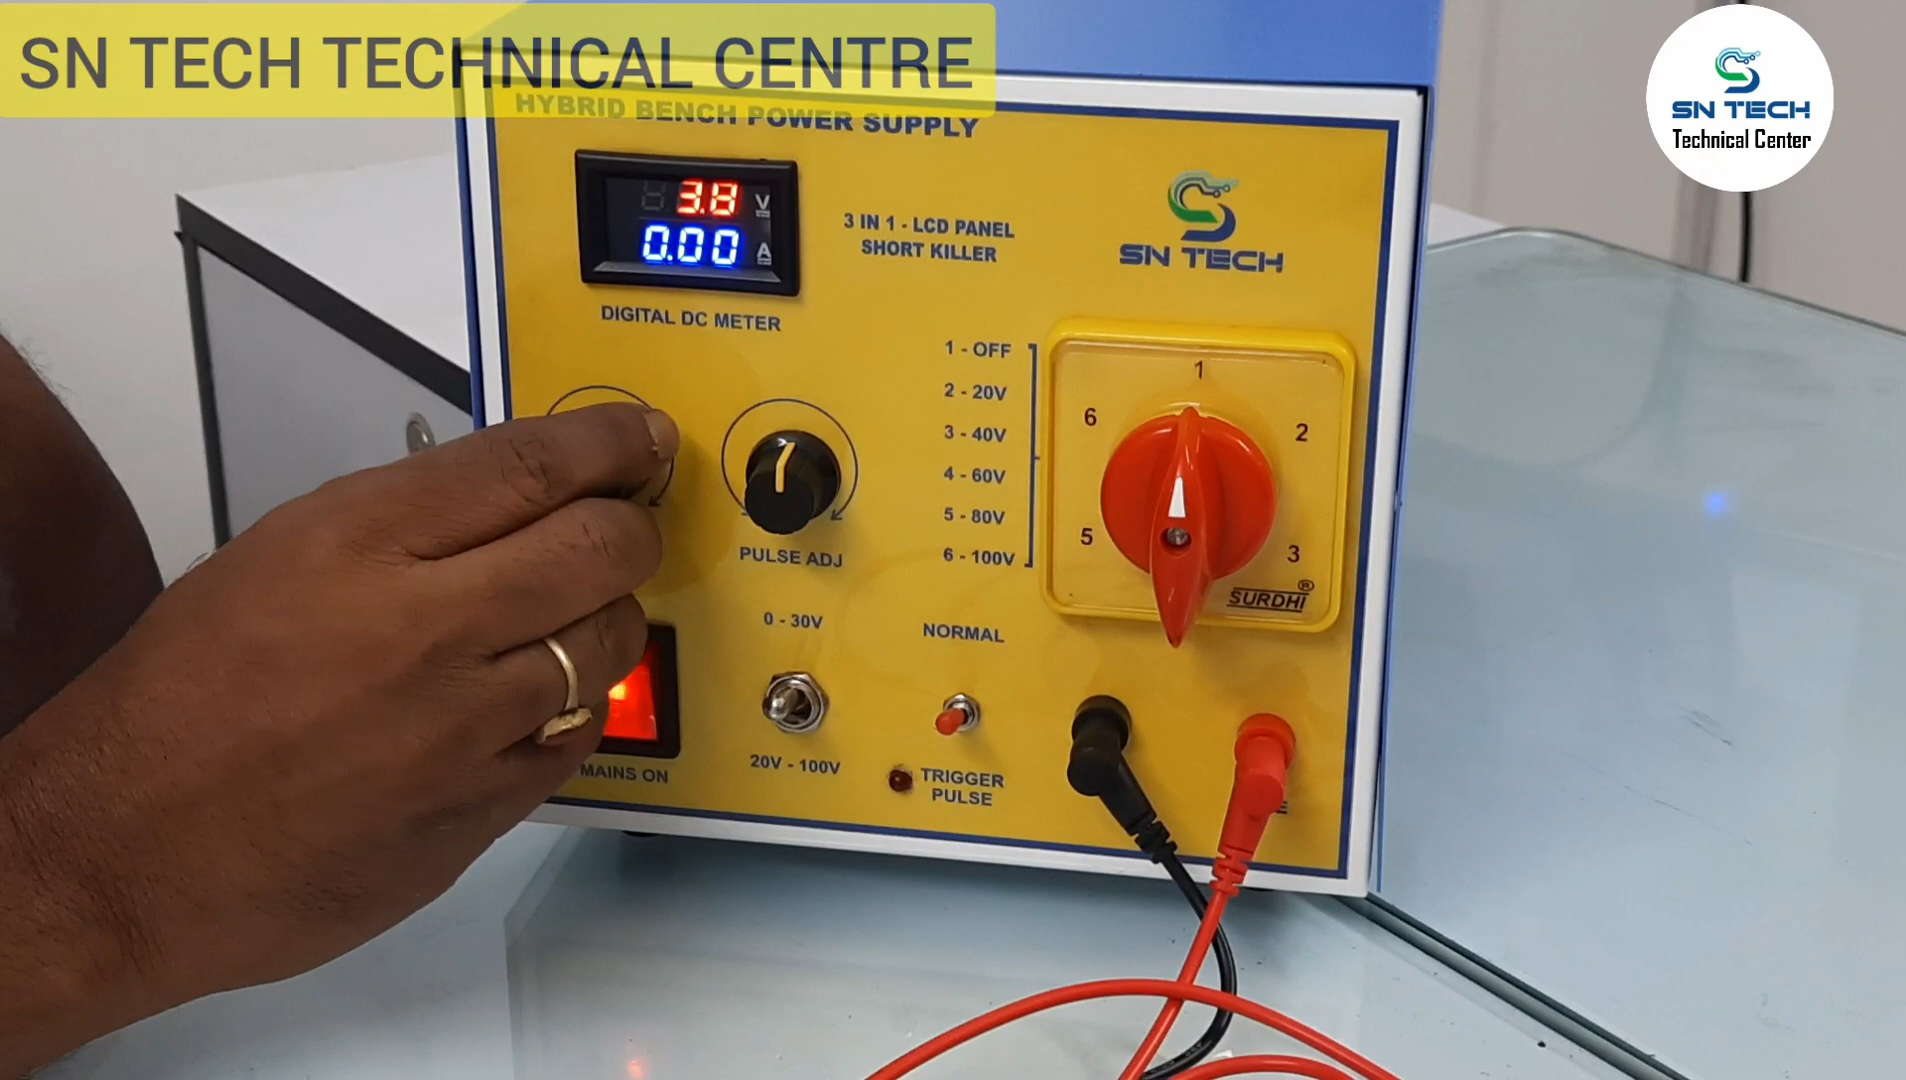 SN TECH TECHNICAL CENTRE
SN TECH
Technical Center
HYBRID BENCH POWER SUPPLY
3.8 V
0.00 A
DIGITAL DC METER
3 IN 1 - LCD PANEL
SHORT KILLER
SN TECH
1 - OFF
2 - 20V
3 - 40V
4 - 60V
5 - 80V
6 - 100V
1
2
3
5
6
SURDHI®
PULSE ADJ
0 - 30V
20V - 100V
NORMAL
TRIGGER
PULSE
MAINS ON